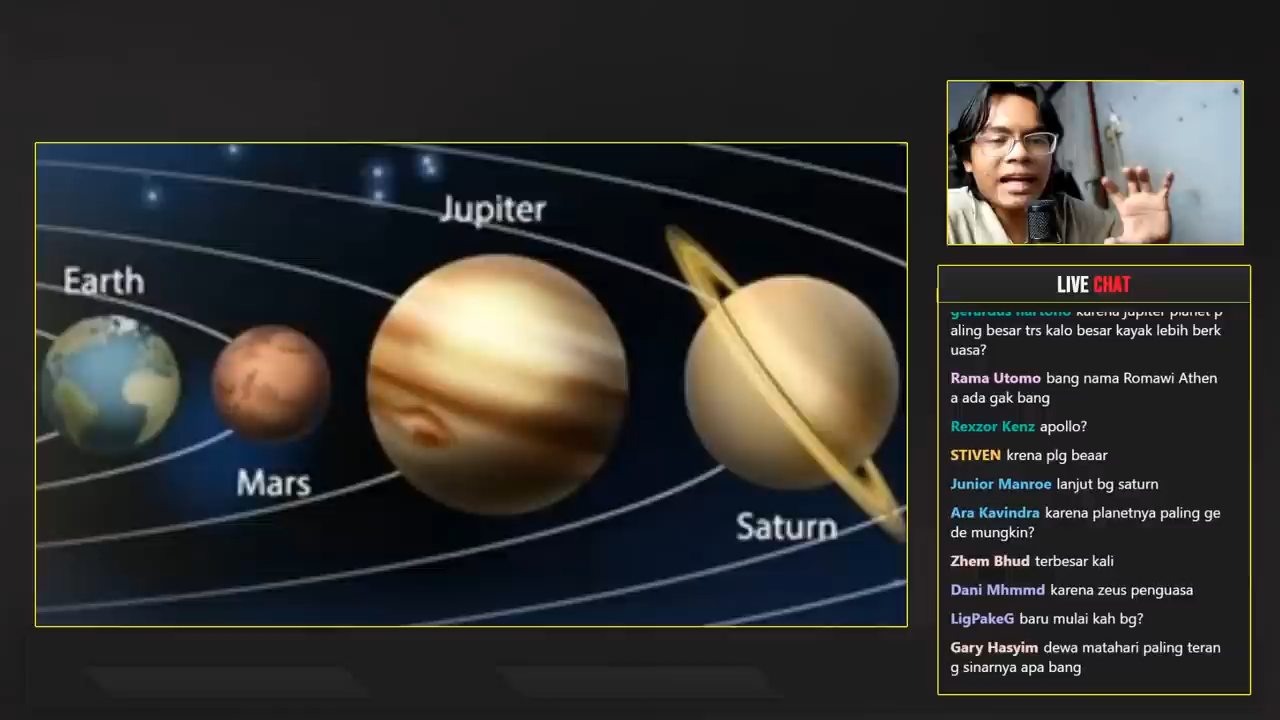 Jupiter
Earth
Mars
Saturn
LIVE CHAT
gerardus hartono karena jupiter planet p
aling besar trs kalo besar kayak lebih berk
uasa?
Rama Utomo bang nama Romawi Athen
a ada gak bang
Rexzor Kenz apollo?
STIVEN krena plg beaar
Junior Manroe lanjut bg saturn
Ara Kavindra karena planetnya paling ge
de mungkin?
Zhem Bhud terbesar kali
Dani Mhmmd karena zeus penguasa
LigPakeG baru mulai kah bg?
Gary Hasyim dewa matahari paling teran
g sinarnya apa bang